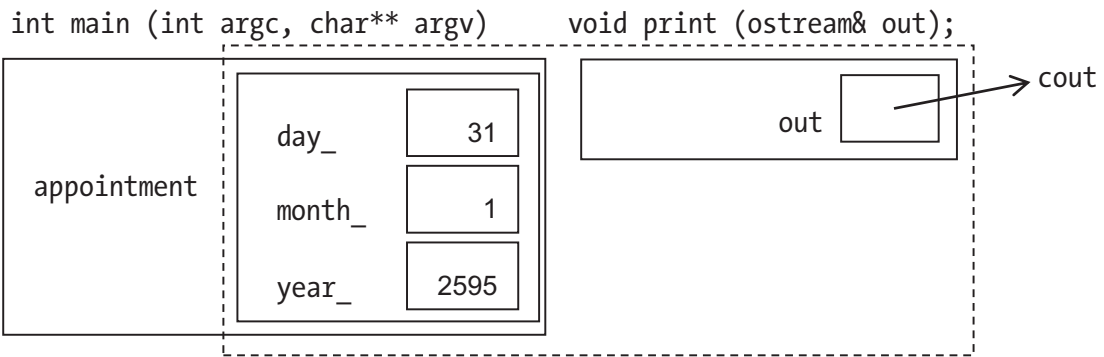 int main (int argc, char** argv)
void print (ostream& out);
cout
out
day_ 31
appointment
month_ 1
year_ 2595